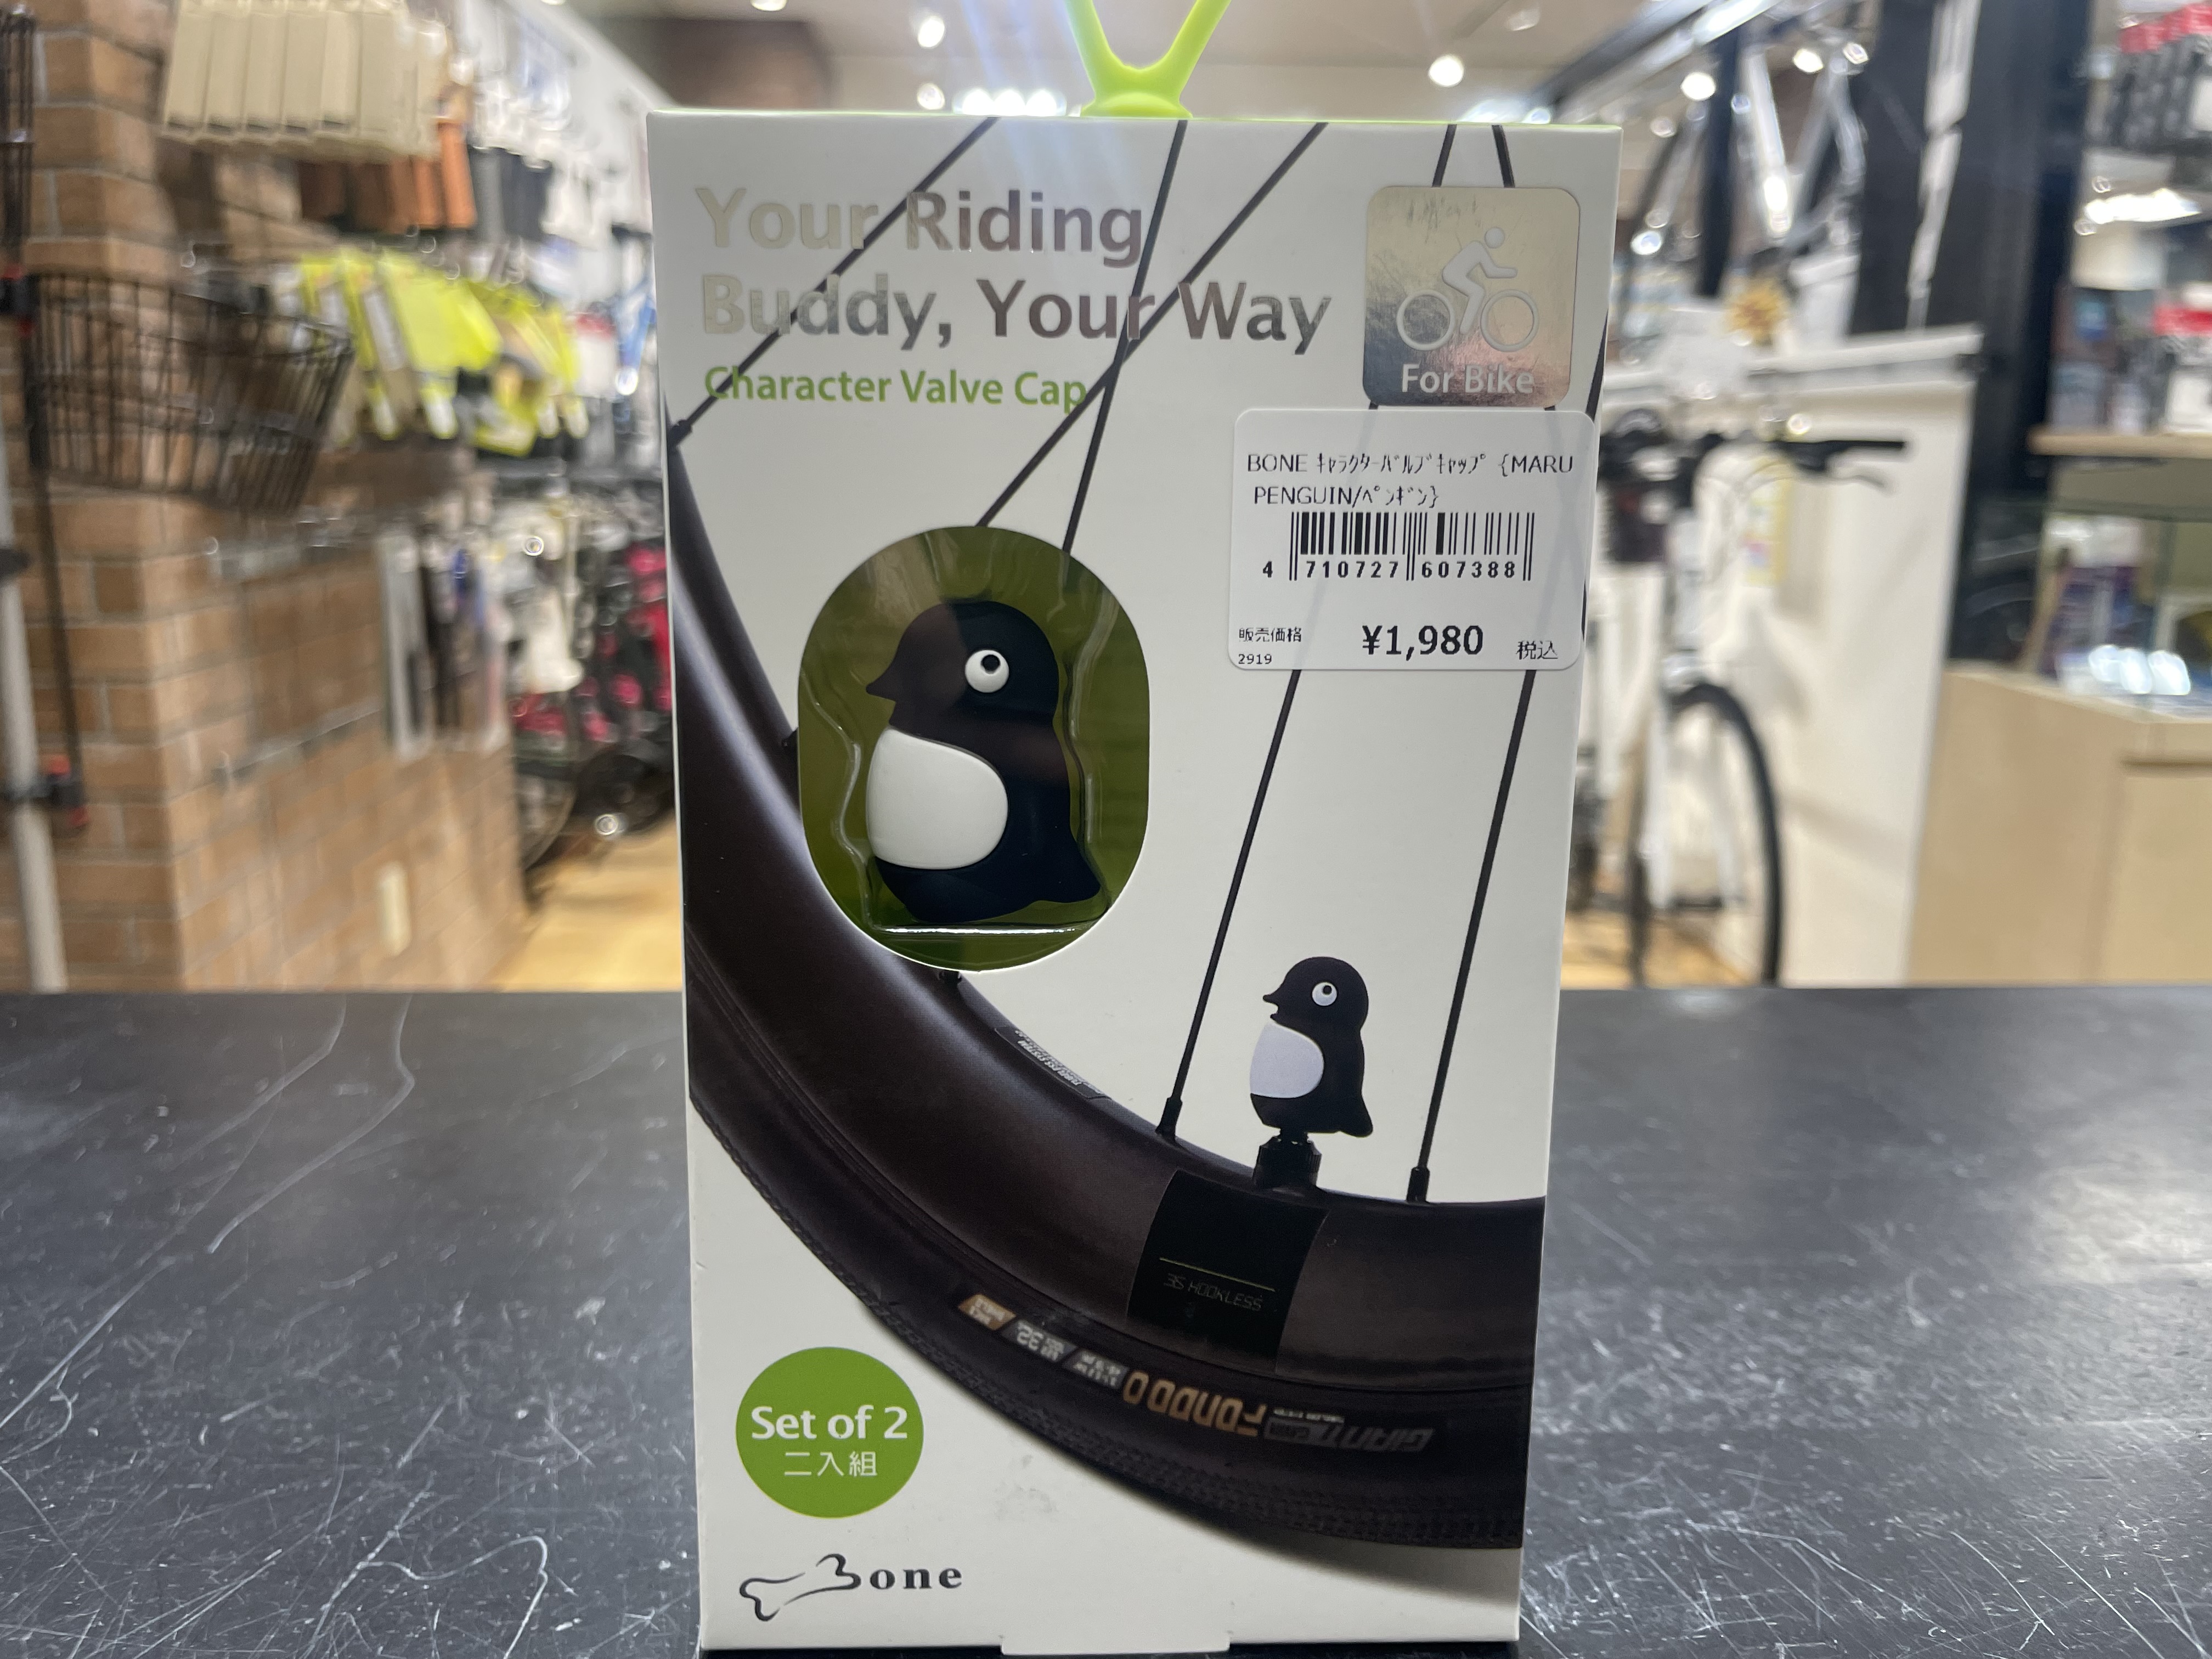 Your Riding
Buddy, Your Way
Character Valve Cap
For Bike
BONE ｷｬﾗｸﾀｰﾊﾞﾙﾌﾞｷｬｯﾌﾟ {MARU
PENGUIN/ﾍﾟﾝｷﾞﾝ}
4 710727 607388
販売価格 ¥1,980 税込
2919
3S HOOKLESS
GIANT FONDO 0
32
Set of 2
二入組
Bone